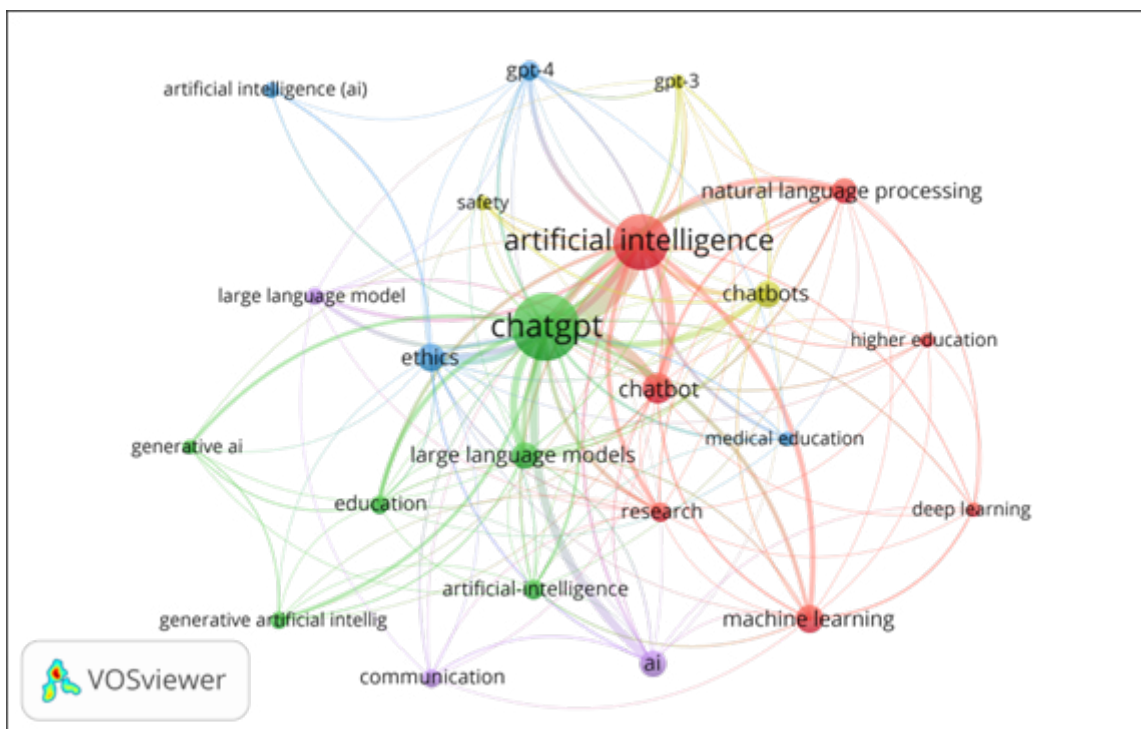 gpt-4
gpt-3
artificial intelligence (ai)
natural language processing
safety
artificial intelligence
large language model
chatbots
chatgpt
higher education
ethics
chatbot
medical education
generative ai
large language models
education
research
deep learning
artificial-intelligence
generative artificial intellig
machine learning
ai
communication
VOSviewer